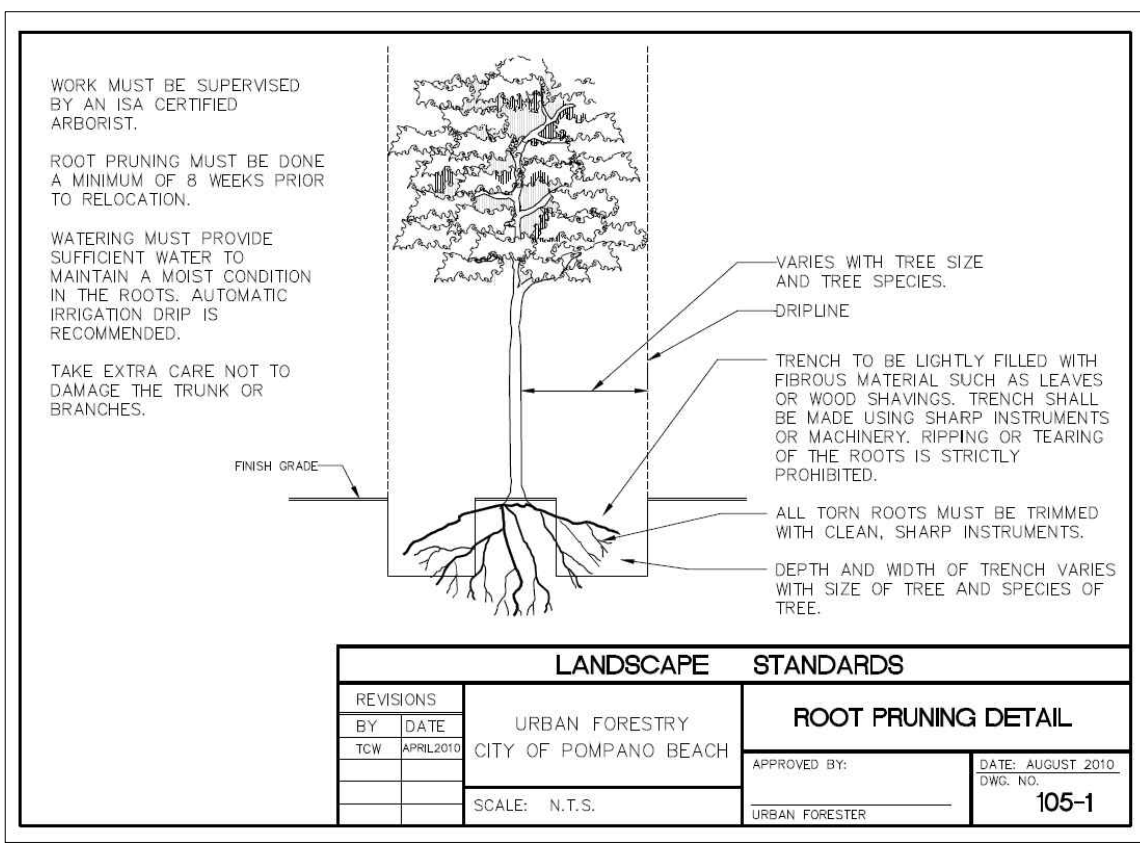 WORK MUST BE SUPERVISED
BY AN ISA CERTIFIED
ARBORIST.
ROOT PRUNING MUST BE DONE
A MINIMUM OF 8 WEEKS PRIOR
TO RELOCATION.
WATERING MUST PROVIDE
SUFFICIENT WATER TO
MAINTAIN A MOIST CONDITION
IN THE ROOTS. AUTOMATIC
IRRIGATION DRIP IS
RECOMMENDED.
TAKE EXTRA CARE NOT TO
DAMAGE THE TRUNK OR
BRANCHES.
FINISH GRADE
VARIES WITH TREE SIZE
AND TREE SPECIES.
DRIPLINE
TRENCH TO BE LIGHTLY FILLED WITH
FIBROUS MATERIAL SUCH AS LEAVES
OR WOOD SHAVINGS. TRENCH SHALL
BE MADE USING SHARP INSTRUMENTS
OR MACHINERY. RIPPING OR TEARING
OF THE ROOTS IS STRICTLY
PROHIBITED.
ALL TORN ROOTS MUST BE TRIMMED
WITH CLEAN, SHARP INSTRUMENTS.
DEPTH AND WIDTH OF TRENCH VARIES
WITH SIZE OF TREE AND SPECIES OF
TREE.
LANDSCAPE STANDARDS
REVISIONS
BY DATE
TCW APRIL2010
URBAN FORESTRY
CITY OF POMPANO BEACH
SCALE: N.T.S.
ROOT PRUNING DETAIL
APPROVED BY:
URBAN FORESTER
DATE: AUGUST 2010
DWG. NO.
105-1